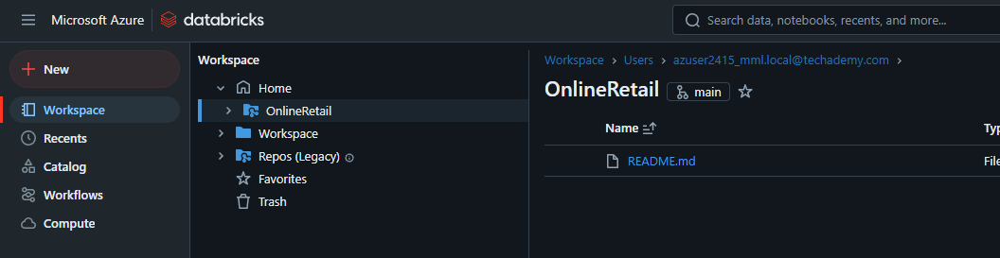 Microsoft Azure databricks
Search data, notebooks, recents, and more...
New
Workspace
Recents
Catalog
Workflows
Compute
Workspace
Home
OnlineRetail
Workspace
Repos (Legacy)
Favorites
Trash
Workspace > Users > azuser2415_mml.local@techademy.com >
OnlineRetail main
Name Typ
README.md File